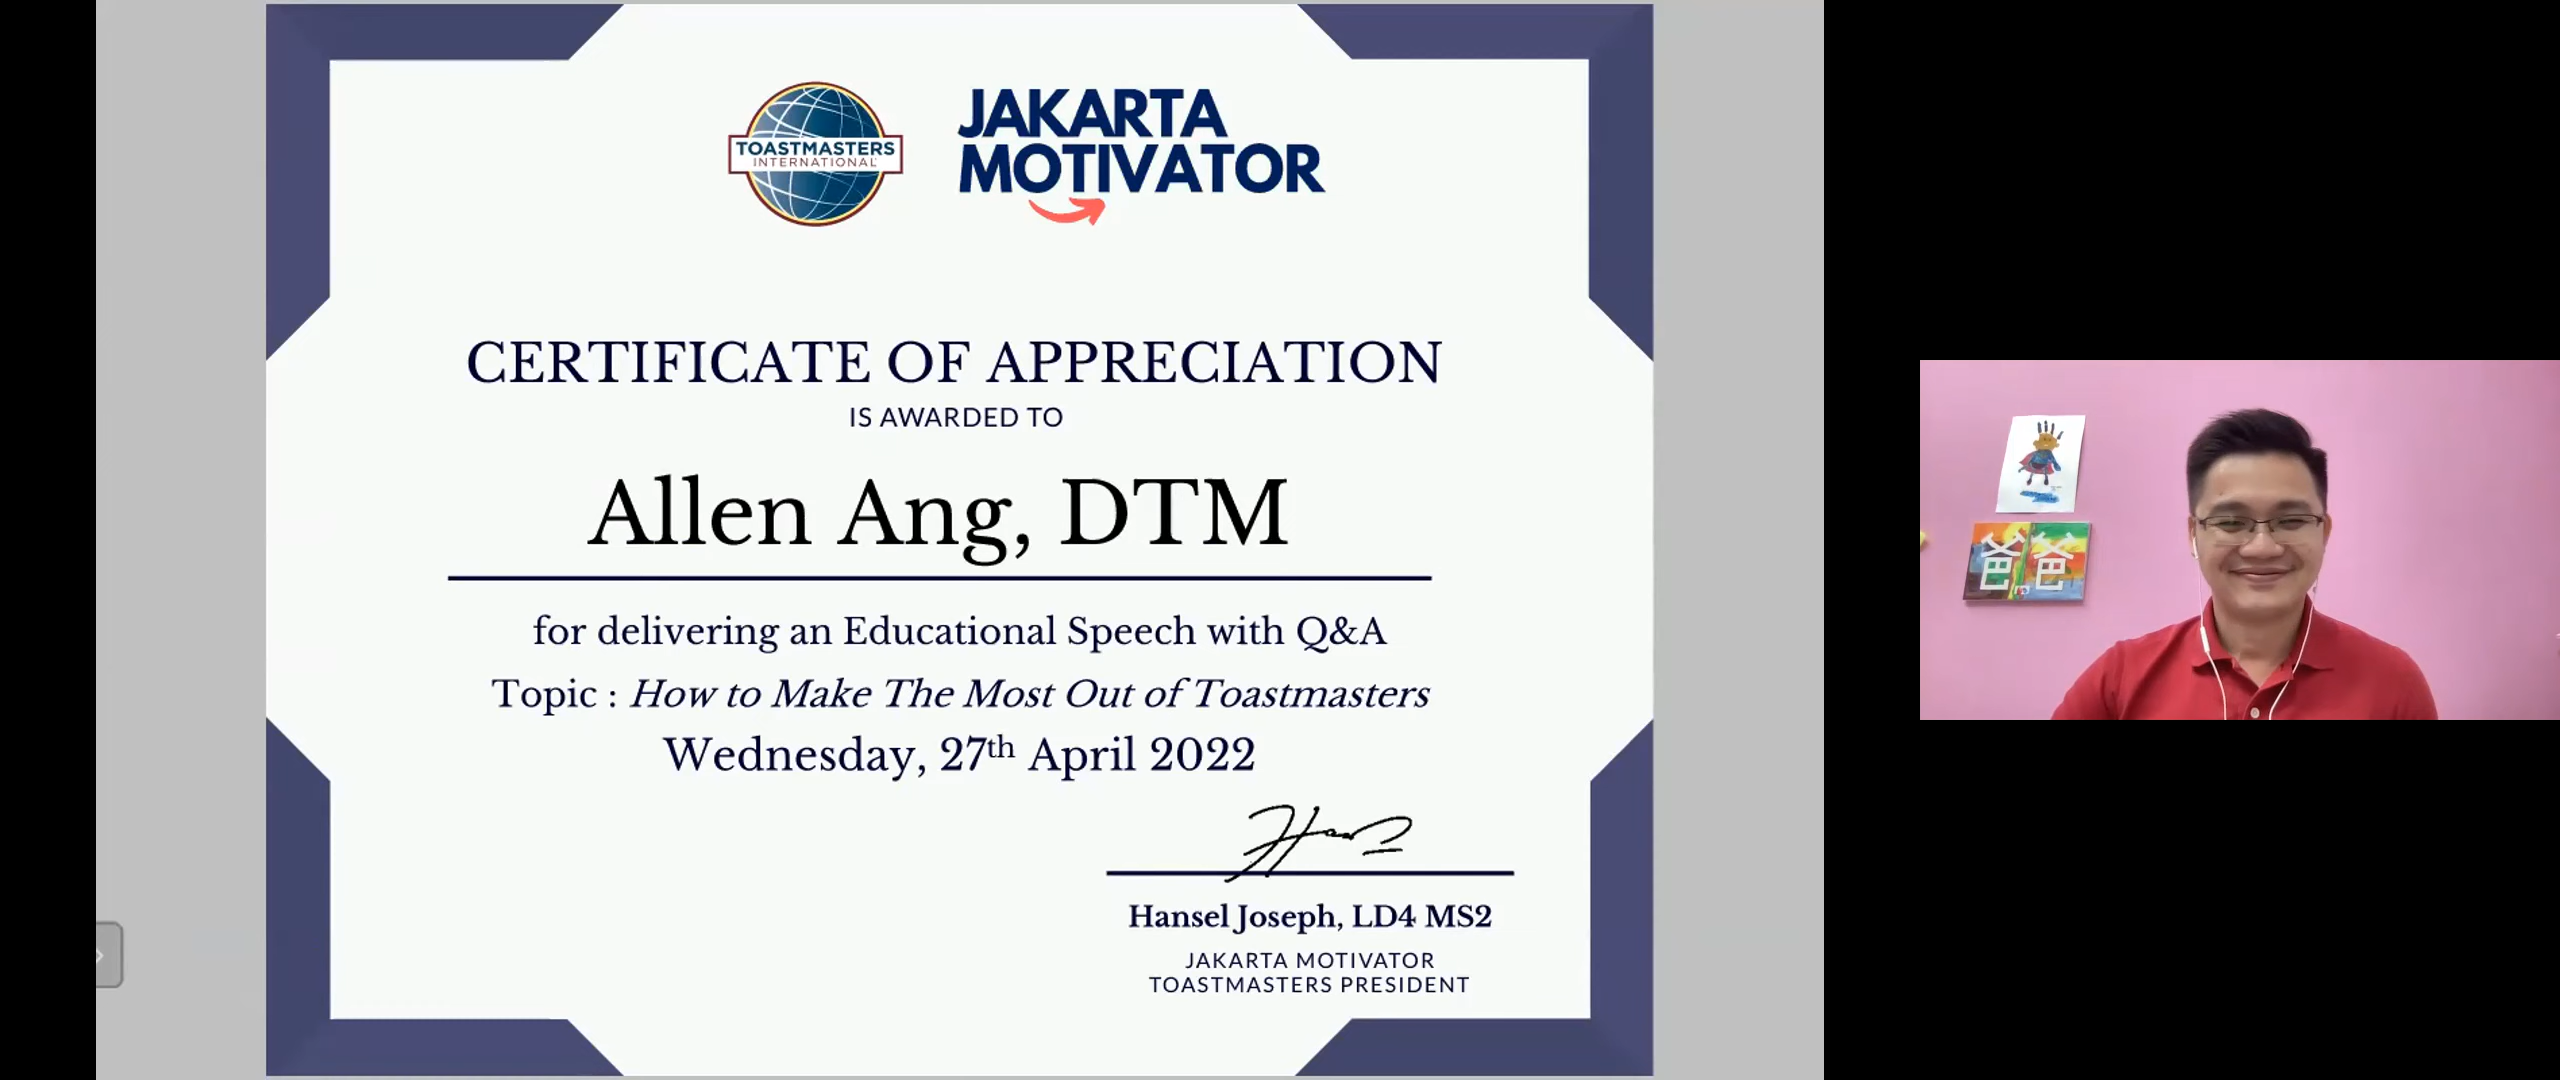 TOASTMASTERS
INTERNATIONAL
JAKARTA
MOTIVATOR
CERTIFICATE OF APPRECIATION
IS AWARDED TO
Allen Ang, DTM
for delivering an Educational Speech with Q&A
Topic : How to Make The Most Out of Toastmasters
Wednesday, 27th April 2022
Hansel Joseph, LD4 MS2
JAKARTA MOTIVATOR
TOASTMASTERS PRESIDENT
爸爸